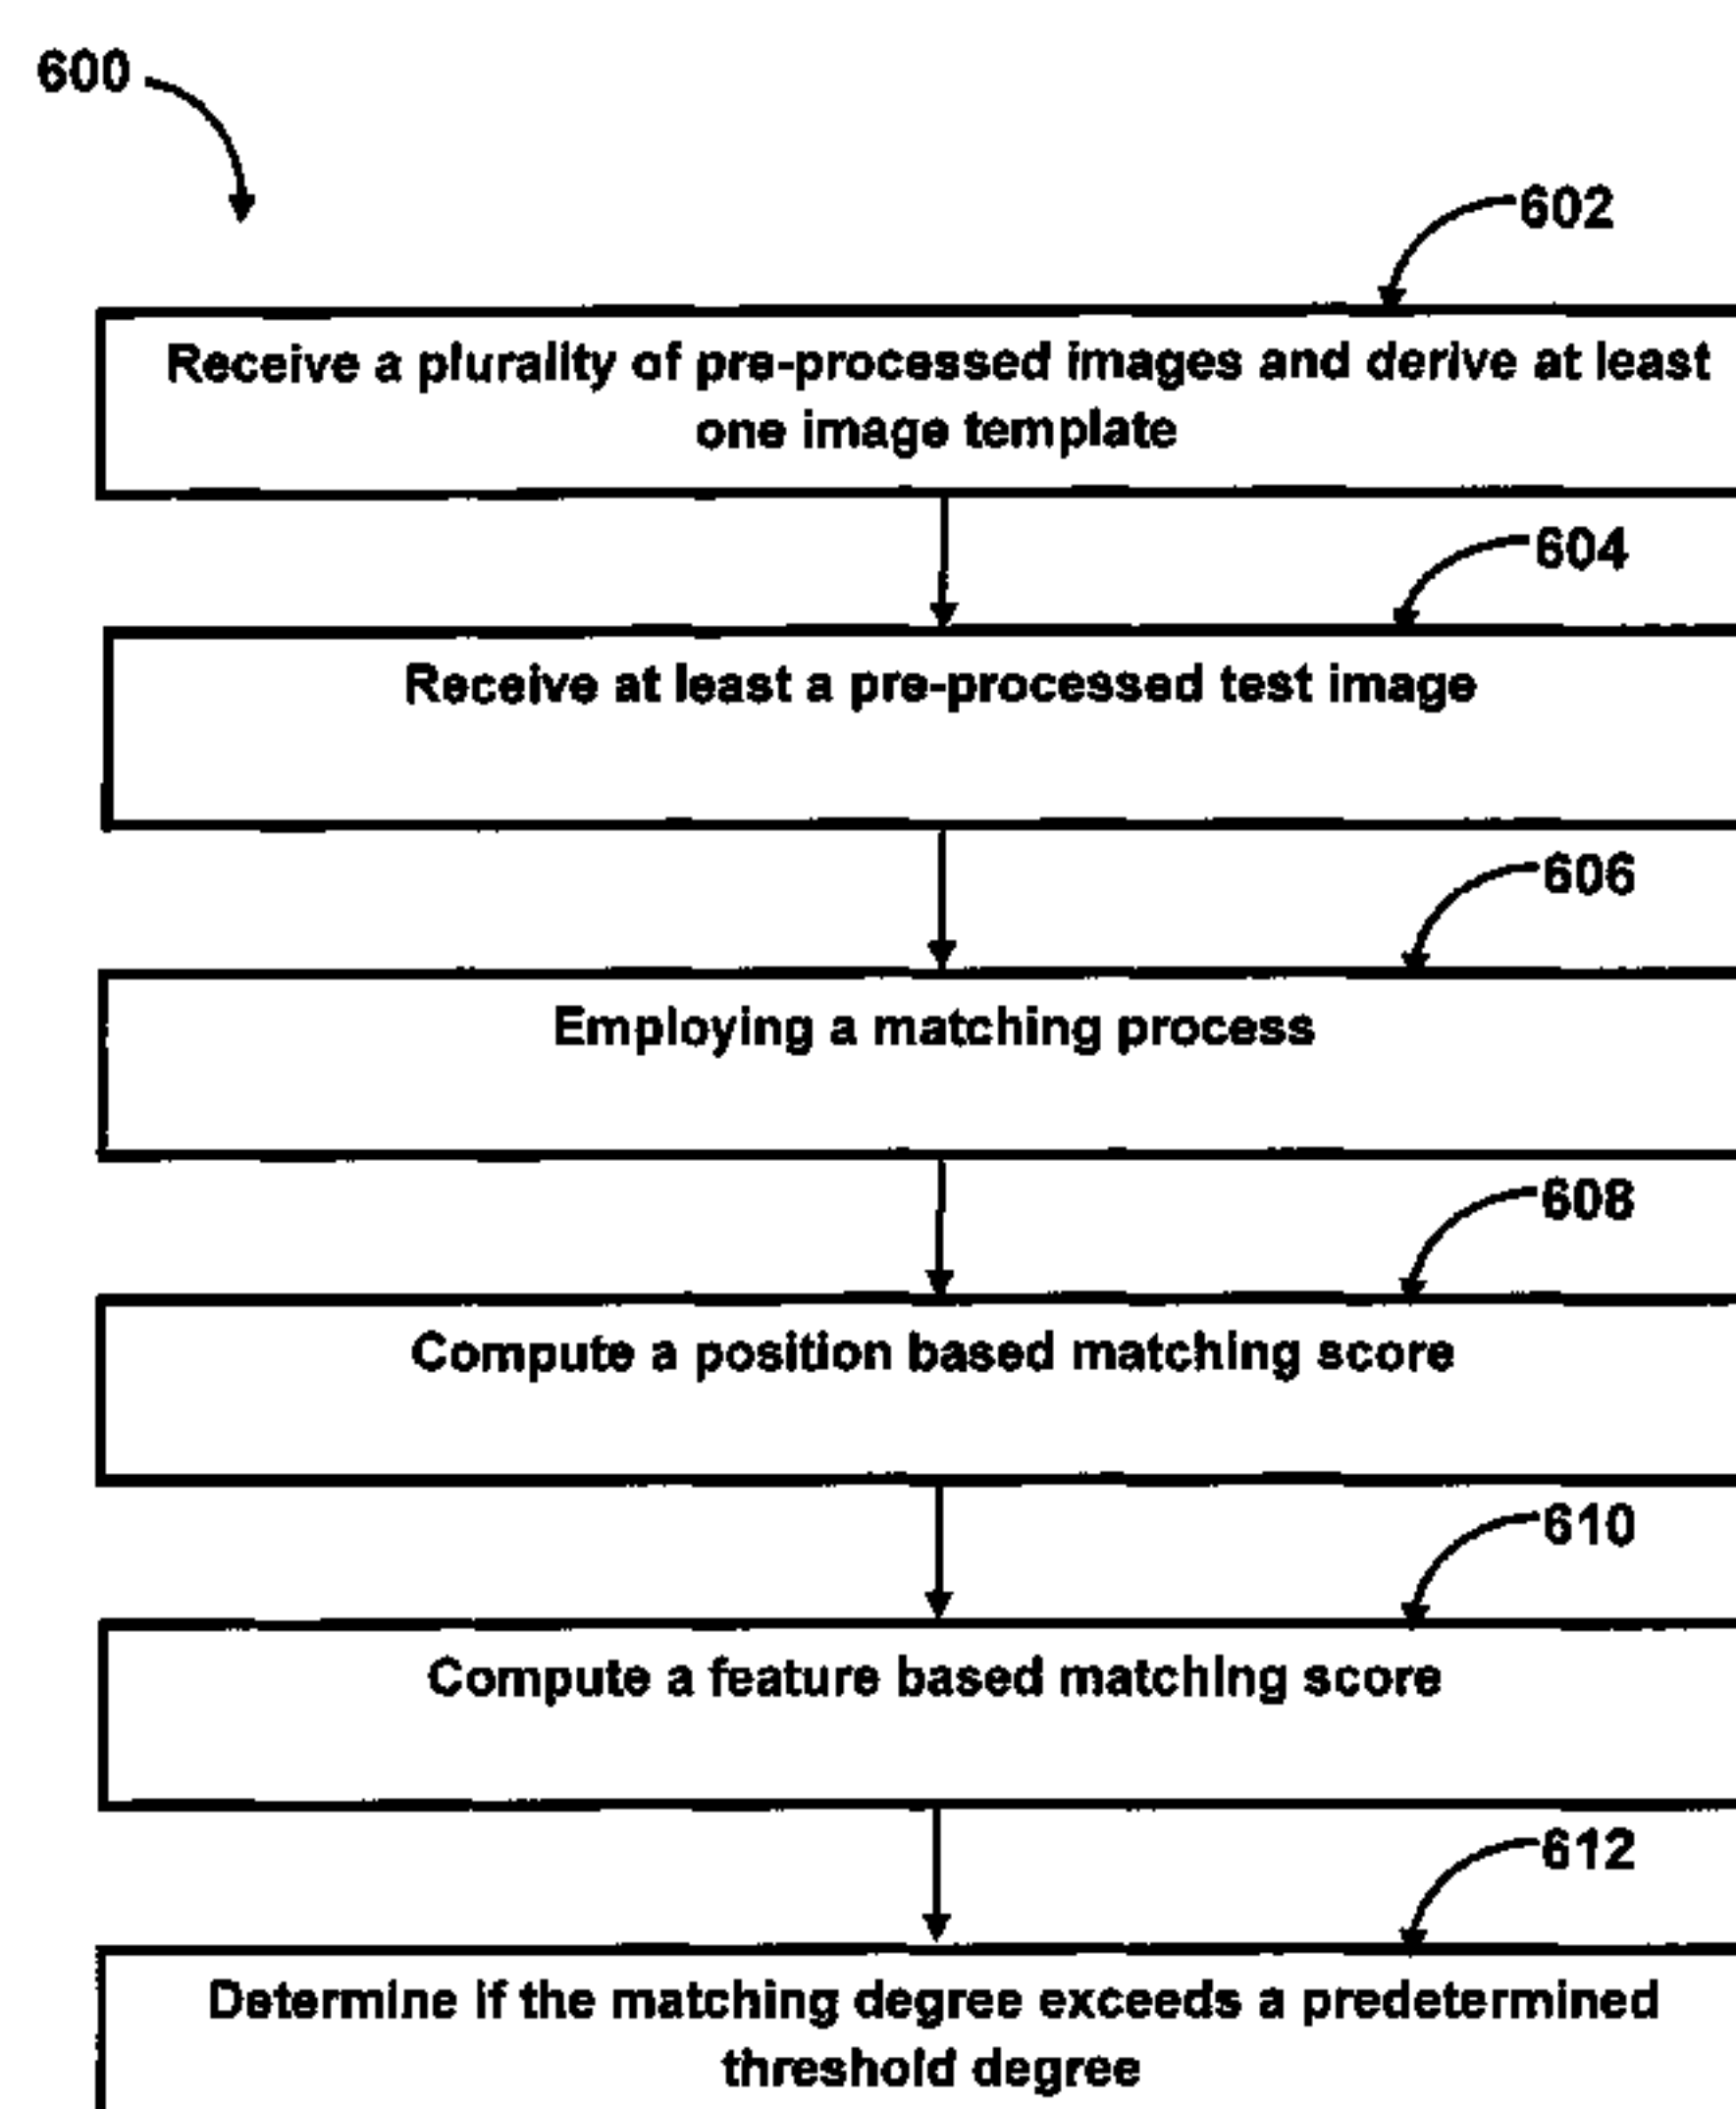 600
602
Receive a plurality of pre-processed images and derive at least
one image template
604
Receive at least a pre-processed test image
606
Employing a matching process
608
Compute a position based matching score
610
Compute a feature based matching score
612
Determine if the matching degree exceeds a predetermined
threshold degree